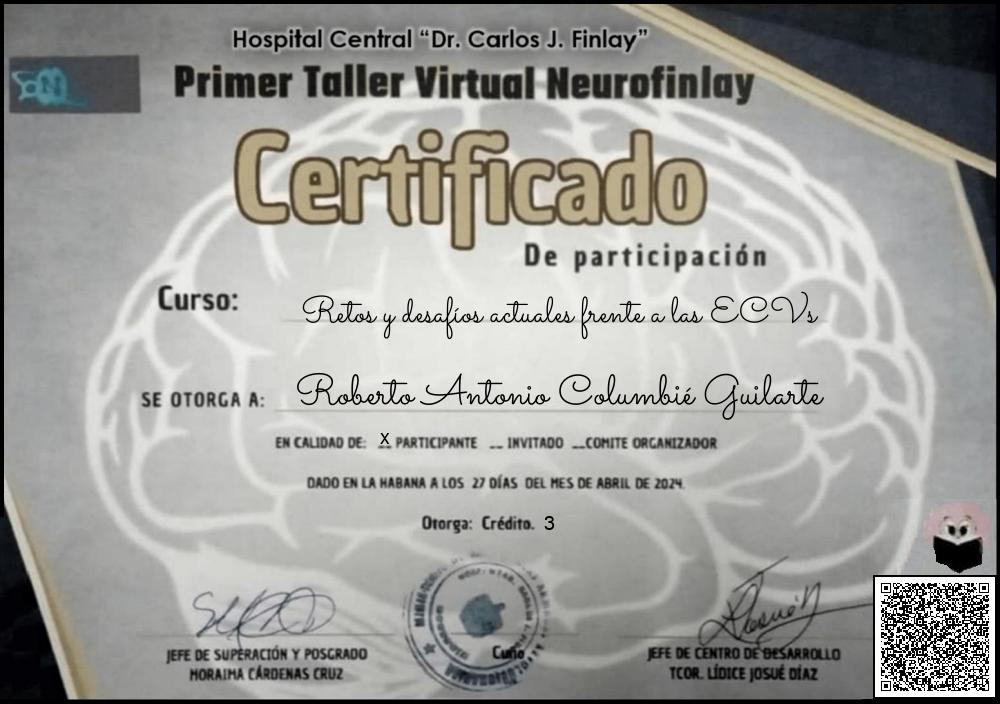 Hospital Central “Dr. Carlos J. Finlay”
Primer Taller Virtual Neurofinlay
Certificado
De participación
Curso: Retos y desafíos actuales frente a las ECVs
SE OTORGA A: Roberto Antonio Columbié Guilarte
EN CALIDAD DE: X PARTICIPANTE __ INVITADO __COMITE ORGANIZADOR
DADO EN LA HABANA A LOS 27 DÍAS DEL MES DE ABRIL DE 2024.
Otorga: Crédito. 3
Cuño
JEFE DE SUPERACIÓN Y POSGRADO
MORAIMA CÁRDENAS CRUZ
JEFE DE CENTRO DE DESARROLLO
TCOR. LÍDICE JOSUÉ DÍAZ